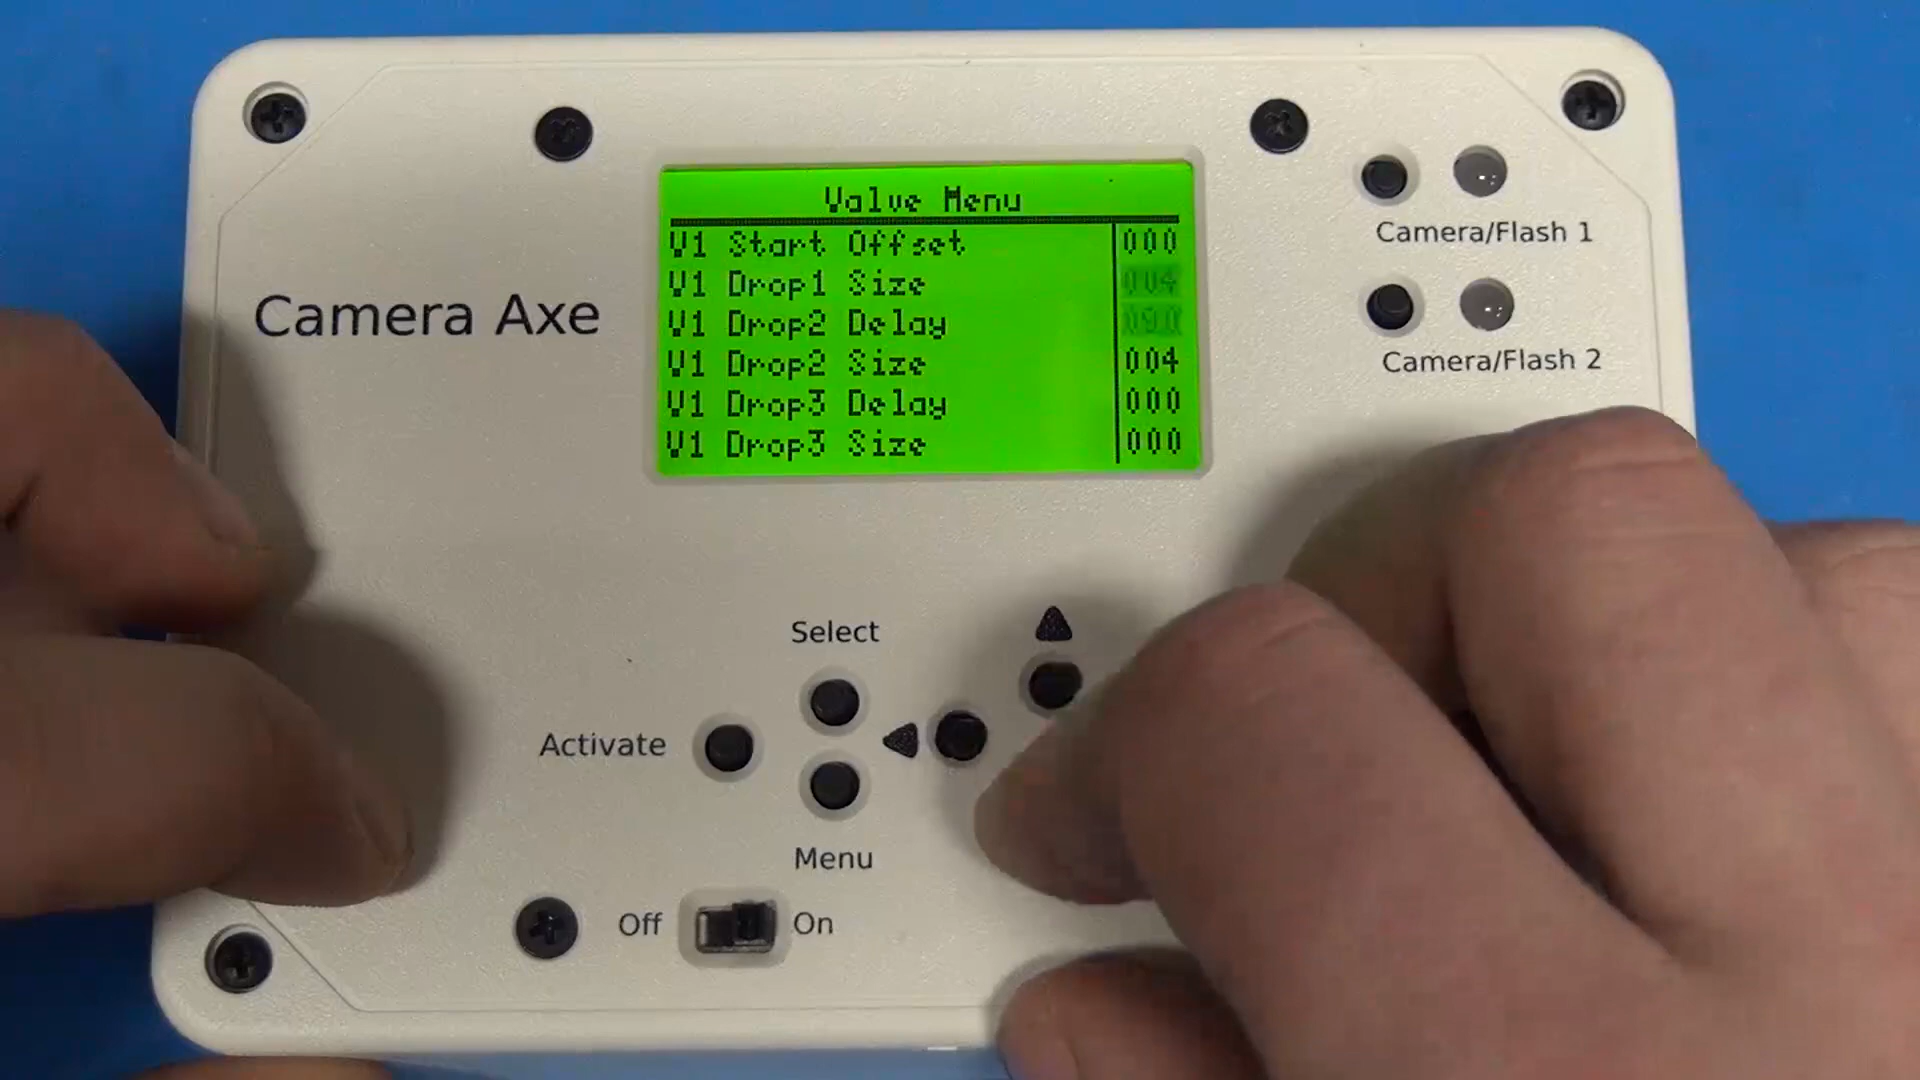 Valve Menu
V1 Start Offset 000
V1 Drop1 Size 004
V1 Drop2 Delay
V1 Drop2 Size 004
V1 Drop3 Delay 000
V1 Drop3 Size 000
Camera Axe
Camera/Flash 1
Camera/Flash 2
Select
Activate
Menu
Off On